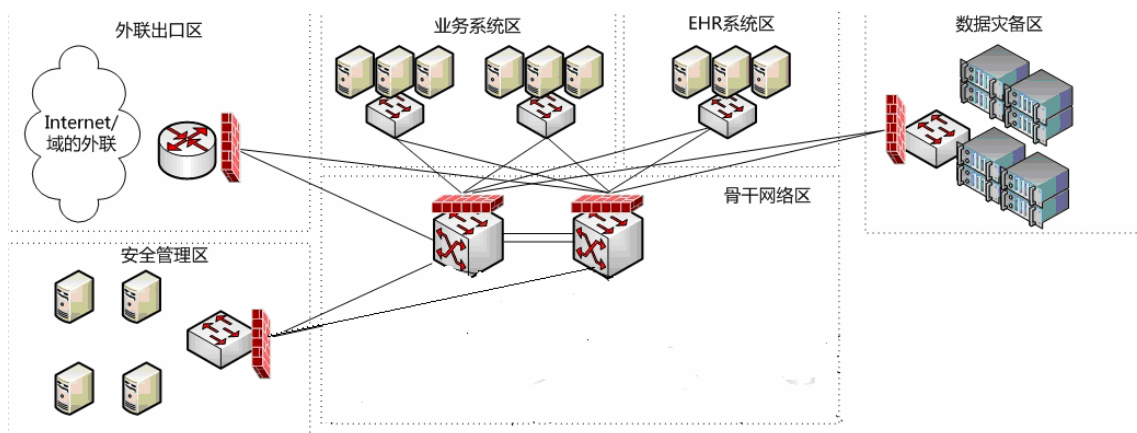 外联出口区
业务系统区
EHR系统区
数据灾备区
Internet/
域的外联
骨干网络区
安全管理区